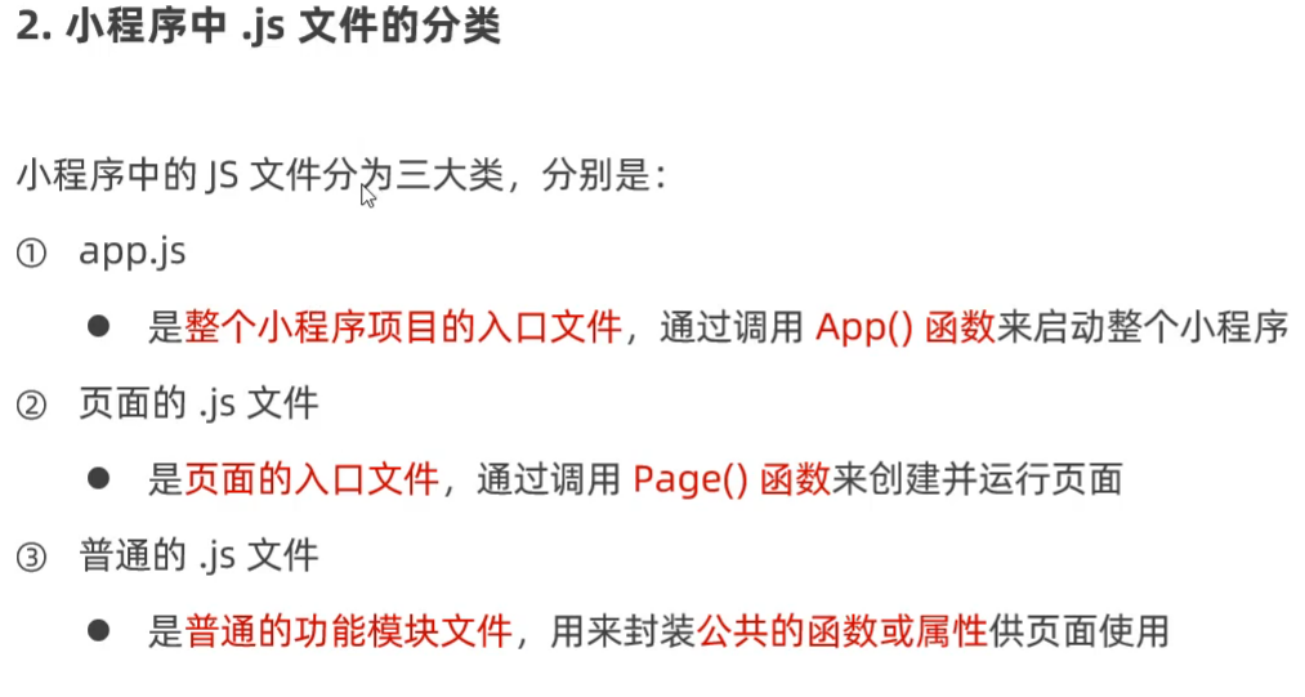 2. 小程序中 .js 文件的分类
小程序中的 JS 文件分为三大类，分别是：
① app.js
● 是整个小程序项目的入口文件，通过调用 App() 函数来启动整个小程序
② 页面的 .js 文件
● 是页面的入口文件，通过调用 Page() 函数来创建并运行页面
③ 普通的 .js 文件
● 是普通的功能模块文件，用来封装公共的函数或属性供页面使用